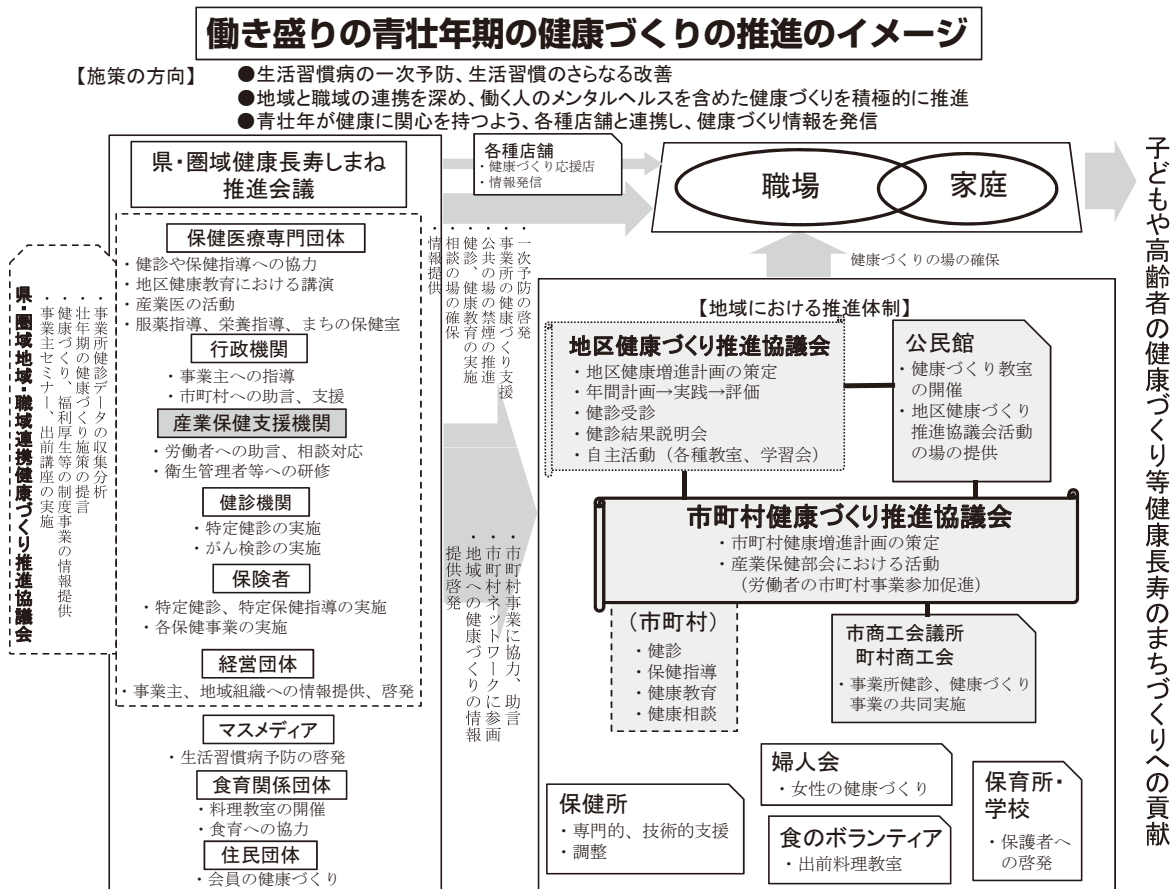 働き盛りの青壮年期の健康づくりの推進のイメージ
【施策の方向】
●生活習慣病の一次予防、生活習慣のさらなる改善
●地域と職域の連携を深め、働く人のメンタルヘルスを含めた健康づくりを積極的に推進
●青壮年が健康に関心を持つよう、各種店舗と連携し、健康づくり情報を発信
県・圏域健康長寿しまね
推進会議
保健医療専門団体
・健診や保健指導への協力
・地区健康教育における講演
・産業医の活動
・服薬指導、栄養指導、まちの保健室
行政機関
・事業主への指導
・市町村への助言、支援
産業保健支援機関
・労働者への助言、相談対応
・衛生管理者等への研修
健診機関
・特定健診の実施
・がん検診の実施
保険者
・特定健診、特定保健指導の実施
・各保健事業の実施
経営団体
・事業主、地域組織への情報提供、啓発
マスメディア
・生活習慣病予防の啓発
食育関係団体
・料理教室の開催
・食育への協力
住民団体
・会員の健康づくり
県・圏域地域・職域連携健康づくり推進協議会
・事業所健診データの収集分析
・壮年期の健康づくり施策の提言
・健康づくり、福利厚生等の制度事業の情報提供
・事業主セミナー、出前講座の実施
各種店舗
・健康づくり応援店
・情報発信
・一次予防の啓発
・事業所の健康づくり支援
・公共の場の禁煙の推進
・健診、健康教育の実施
・相談の場の確保
・情報提供
・市町村事業に協力、助言
・市町村ネットワークに参画
・地域への健康づくりの情報
提供啓発
職場
家庭
健康づくりの場の確保
【地域における推進体制】
地区健康づくり推進協議会
・地区健康増進計画の策定
・年間計画→実践→評価
・健診受診
・健診結果説明会
・自主活動（各種教室、学習会）
公民館
・健康づくり教室
の開催
・地区健康づくり
推進協議会活動
の場の提供
市町村健康づくり推進協議会
・市町村健康増進計画の策定
・産業保健部会における活動
（労働者の市町村事業参加促進）
（市町村）
・健診
・保健指導
・健康教育
・健康相談
市商工会議所
町村商工会
・事業所健診、健康づくり
事業の共同実施
保健所
・専門的、技術的支援
・調整
婦人会
・女性の健康づくり
食のボランティア
・出前料理教室
保育所・
学校
・保護者へ
の啓発
子どもや高齢者の健康づくり等健康長寿のまちづくりへの貢献